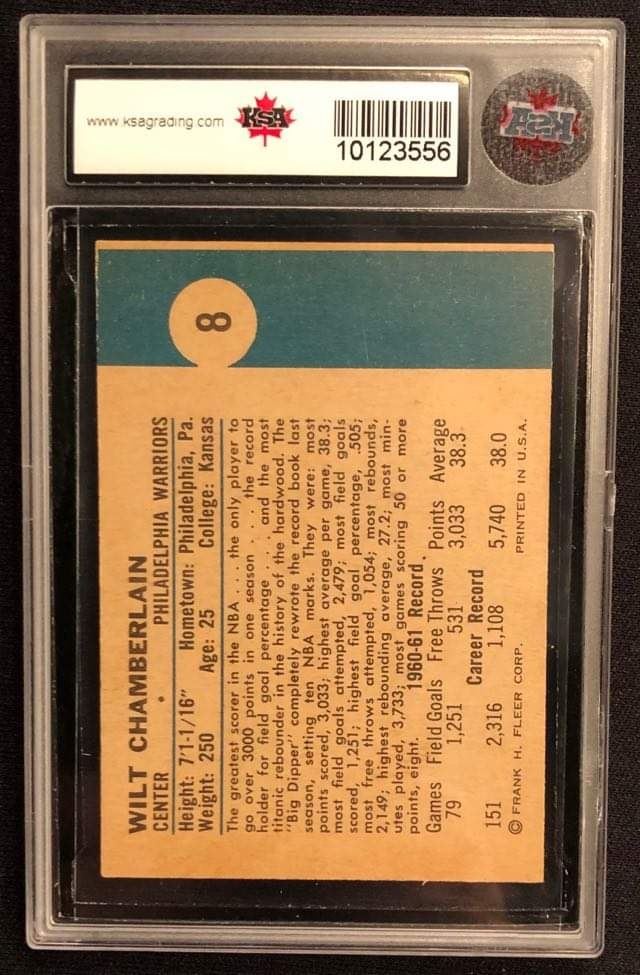 www.ksagrading.com
KSA
10123556
KSA
8
WILT CHAMBERLAIN
CENTER • PHILADELPHIA WARRIORS
Height: 7'1-1/16" Hometown: Philadelphia, Pa.
Weight: 250 Age: 25 College: Kansas
The greatest scorer in the NBA . . . the only player to
go over 3000 points in one season . . . the record
holder for field goal percentage . . . and the most
titanic rebounder in the history of the hardwood. The
"Big Dipper" completely rewrote the record book last
season, setting ten NBA marks. They were: most
points scored, 3,033; highest average per game, 38.3;
most field goals attempted, 2,479; most field goals
scored, 1,251; highest field goal percentage, .505;
most free throws attempted, 1,054; most rebounds,
2,149; highest rebounding average, 27.2; most min-
utes played, 3,733; most games scoring 50 or more
points, eight.
1960-61 Record
Games Field Goals Free Throws Points Average
79 1,251 531 3,033 38.3
Career Record
151 2,316 1,108 5,740 38.0
© FRANK H. FLEER CORP. PRINTED IN U.S.A.